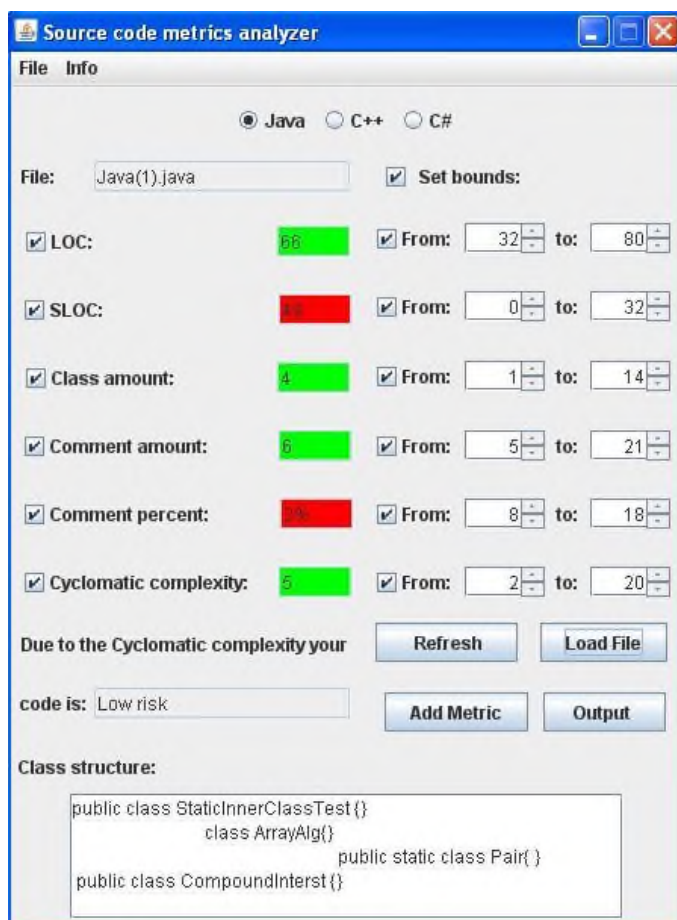 Source code metrics analyzer
File Info
Java C++ C#
File: Java(1).java Set bounds:
LOC: 66 From: 32 to: 80
SLOC: From: 0 to: 32
Class amount: 4 From: 1 to: 14
Comment amount: 6 From: 5 to: 21
Comment percent: From: 8 to: 18
Cyclomatic complexity: 5 From: 2 to: 20
Due to the Cyclomatic complexity your Refresh Load File
code is: Low risk Add Metric Output
Class structure:
public class StaticInnerClassTest {}
class ArrayAlg{}
public static class Pair{ }
public class CompoundInterst {}